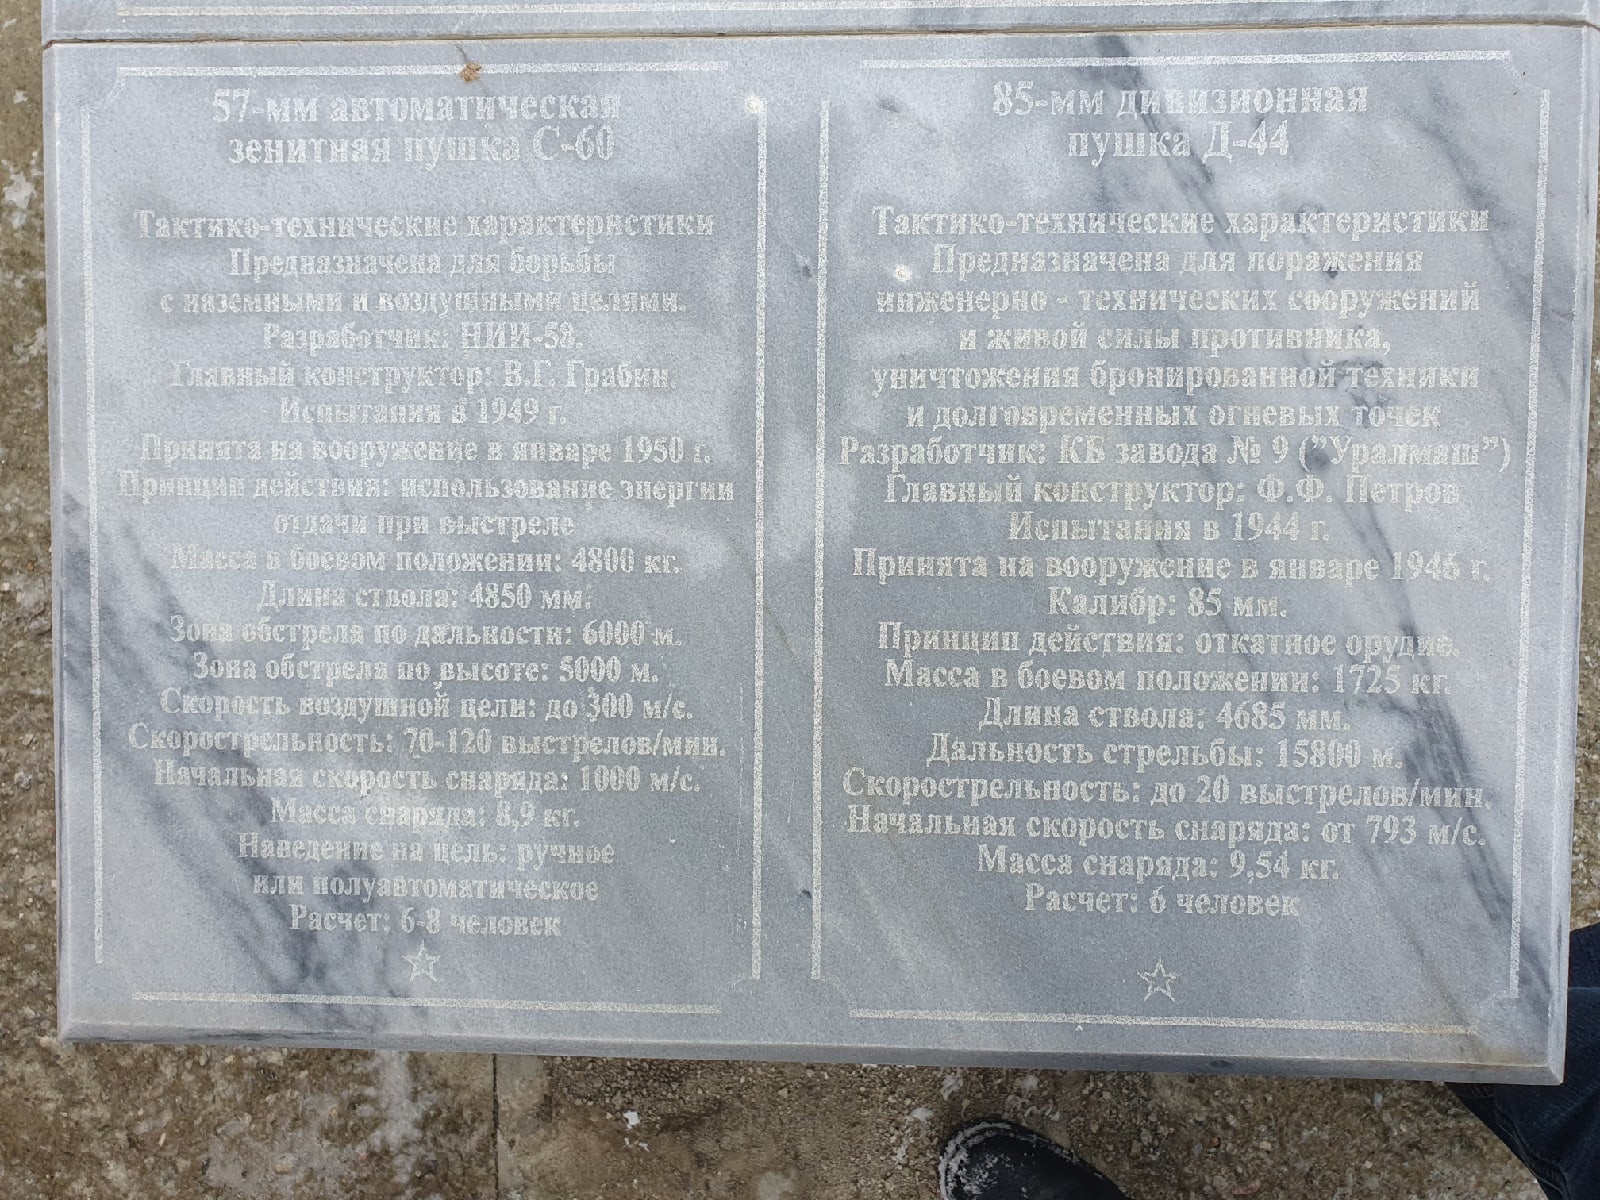 57-мм автоматическая
зенитная пушка С-60
Тактико-технические характеристики
Предназначена для борьбы
с наземными и воздушными целями.
Разработчик: НИИ-58.
Главный конструктор: В.Г. Грабин.
Испытания в 1949 г.
Принята на вооружение в январе 1950 г.
Принцип действия: использование энергии
отдачи при выстреле
Масса в боевом положении: 4800 кг.
Длина ствола: 4850 мм.
Зона обстрела по дальности: 6000 м.
Зона обстрела по высоте: 5000 м.
Скорость воздушной цели: до 300 м/с.
Скорострельность: 70-120 выстрелов/мин.
Начальная скорость снаряда: 1000 м/с.
Масса снаряда: 8,9 кг.
Наведение на цель: ручное
или полуавтоматическое
Расчет: 6-8 человек
85-мм дивизионная
пушка Д-44
Тактико-технические характеристики
Предназначена для поражения
инженерно - технических сооружений
и живой силы противника,
уничтожения бронированной техники
и долговременных огневых точек
Разработчик: КБ завода № 9 ("Уралмаш")
Главный конструктор: Ф.Ф. Петров
Испытания в 1944 г.
Принята на вооружение в январе 1946 г.
Калибр: 85 мм.
Принцип действия: откатное орудие.
Масса в боевом положении: 1725 кг.
Длина ствола: 4685 мм.
Дальность стрельбы: 15800 м.
Скорострельность: до 20 выстрелов/мин.
Начальная скорость снаряда: от 793 м/с.
Масса снаряда: 9,54 кг.
Расчет: 6 человек